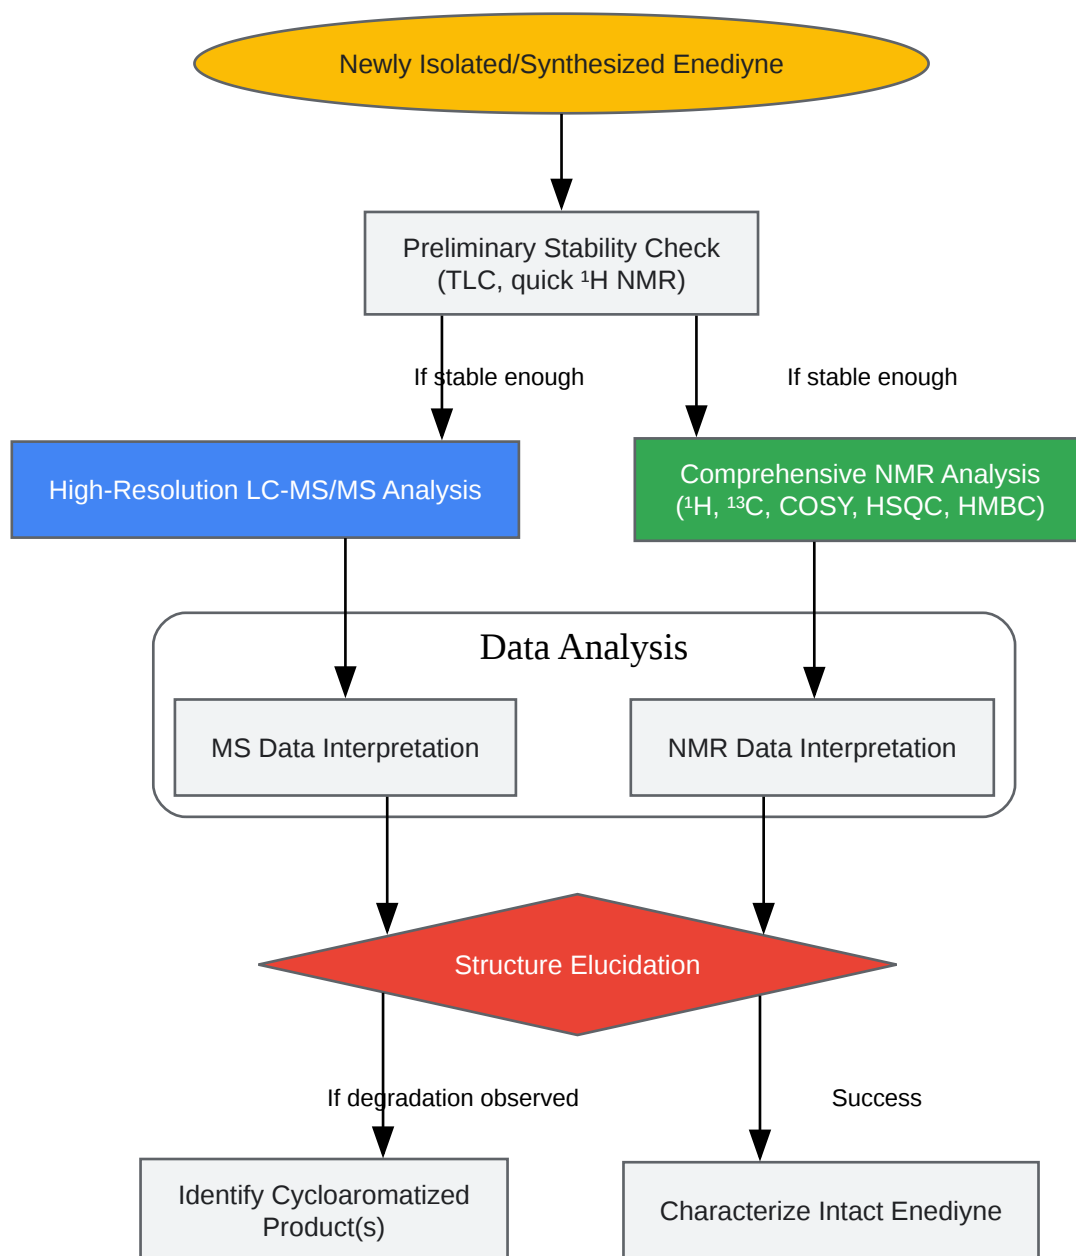 Newly Isolated/Synthesized Enediyne
Preliminary Stability Check
(TLC, quick ¹H NMR)
If stable enough
If stable enough
High-Resolution LC-MS/MS Analysis
Comprehensive NMR Analysis
(¹H, ¹³C, COSY, HSQC, HMBC)
Data Analysis
MS Data Interpretation
NMR Data Interpretation
Structure Elucidation
If degradation observed
Success
Identify Cycloaromatized
Product(s)
Characterize Intact Enediyne